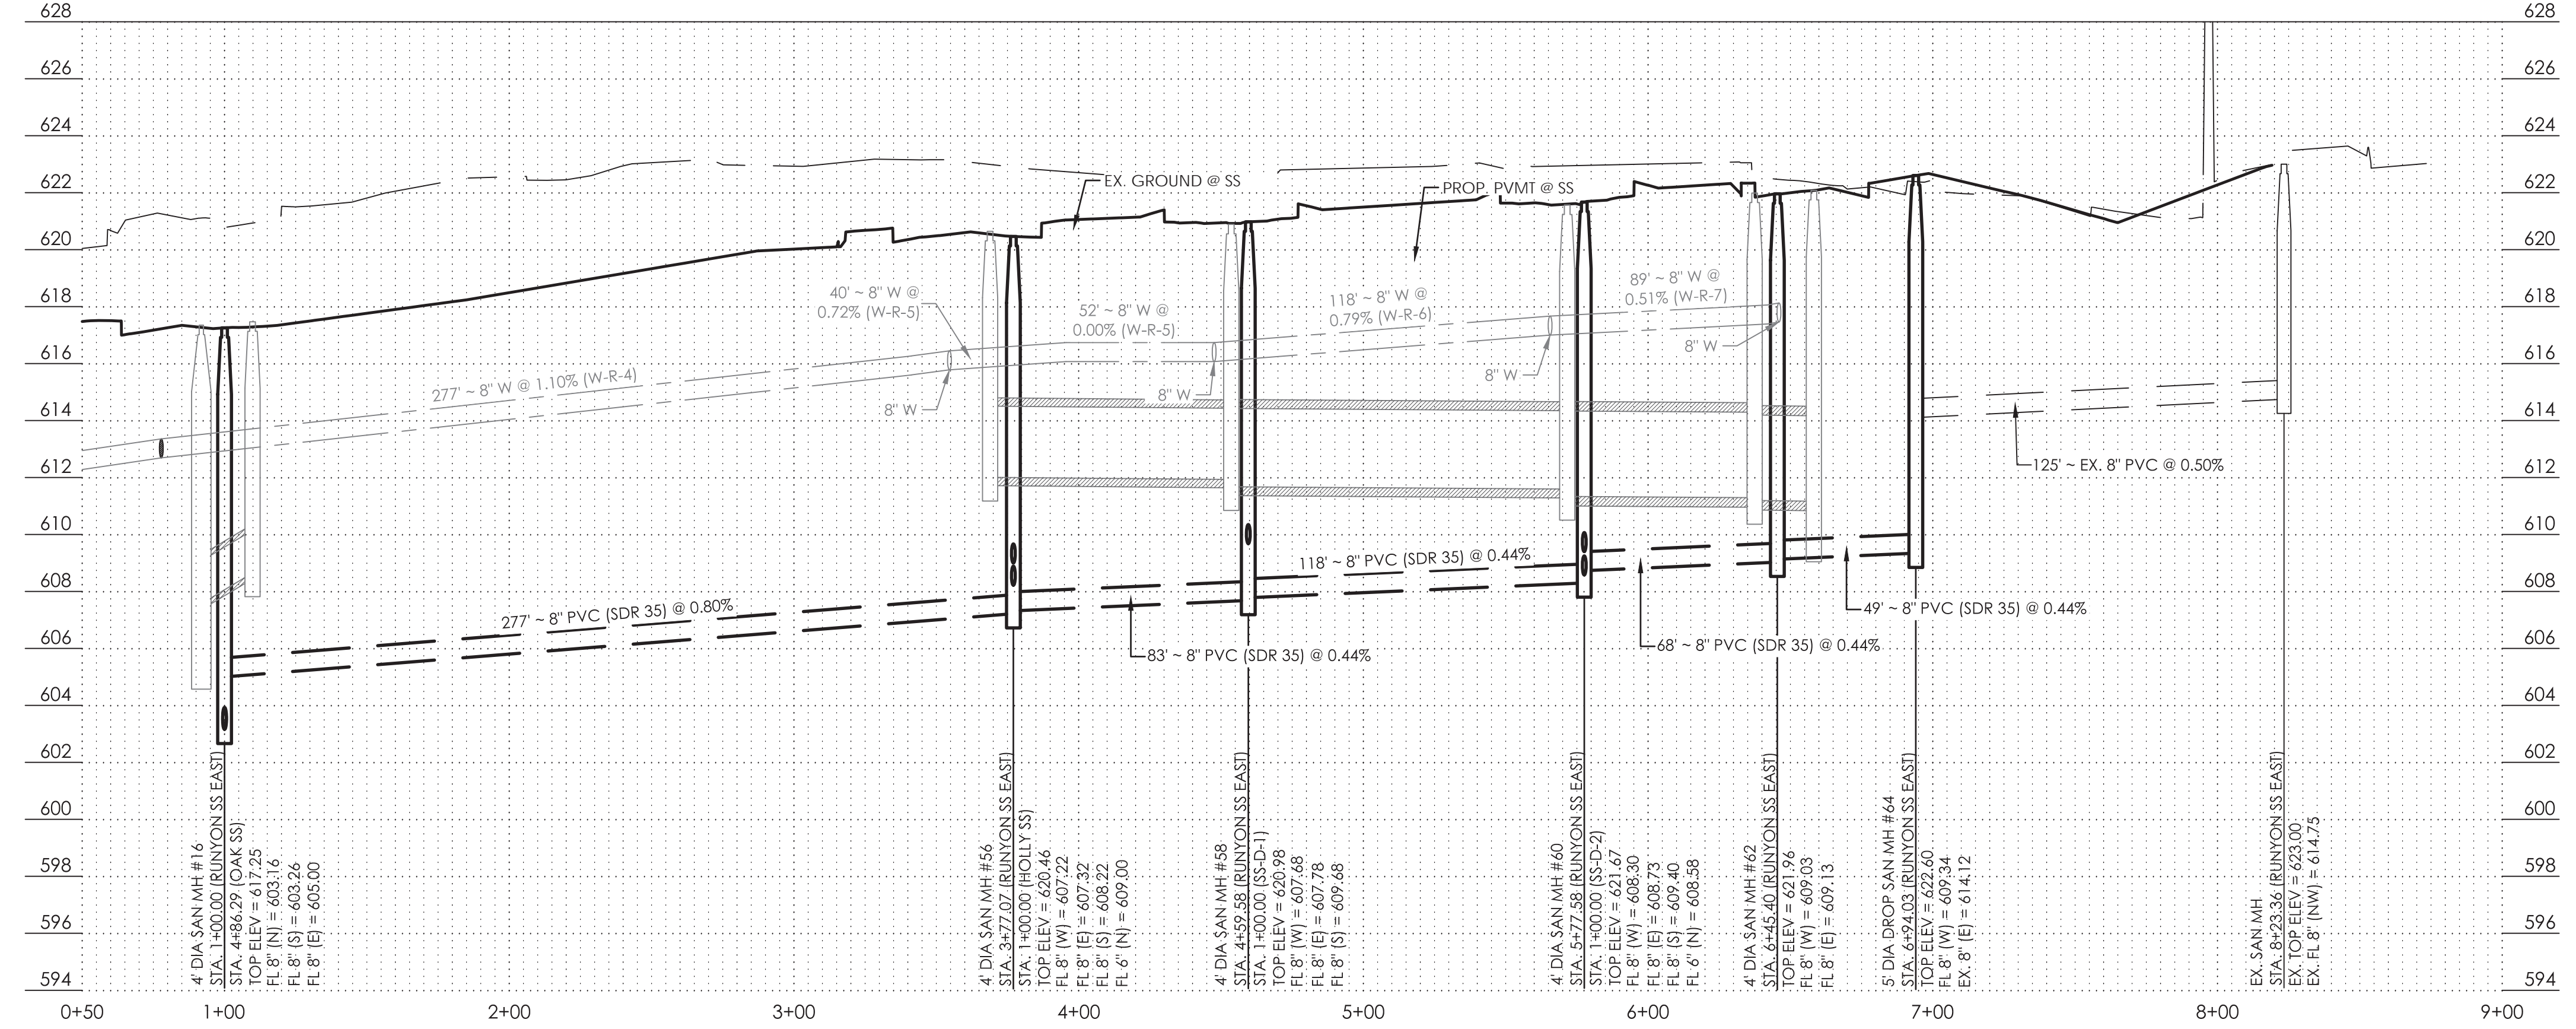 628
628
626
626
624
624
622
622
620
620
618
618
616
616
614
614
612
612
610
610
608
608
606
606
604
604
602
602
600
600
598
598
596
596
594
594
EX. GROUND @ SS
PROP. PVMT @ SS
277' ~ 8" W @ 1.10% (W-R-4)
40' ~ 8" W @
0.72% (W-R-5)
8" W
52' ~ 8" W @
0.00% (W-R-5)
8" W
118' ~ 8" W @
0.79% (W-R-6)
8" W
89' ~ 8" W @
0.51% (W-R-7)
8" W
125' ~ EX. 8" PVC @ 0.50%
277' ~ 8" PVC (SDR 35) @ 0.80%
83' ~ 8" PVC (SDR 35) @ 0.44%
118' ~ 8" PVC (SDR 35) @ 0.44%
68' ~ 8" PVC (SDR 35) @ 0.44%
49' ~ 8" PVC (SDR 35) @ 0.44%
4' DIA SAN MH #16
STA. 1+00.00 (RUNYON SS EAST)
STA. 4+86.29 (OAK SS)
TOP ELEV = 617.25
FL 8" (N) = 603.16
FL 8" (S) = 603.26
FL 8" (E) = 605.00
4' DIA SAN MH #56
STA. 3+77.07 (RUNYON SS EAST)
STA. 1+00.00 (HOLLY SS)
TOP ELEV = 620.46
FL 8" (W) = 607.22
FL 8" (E) = 607.32
FL 8" (S) = 608.22
FL 6" (N) = 609.00
4' DIA SAN MH #58
STA. 4+59.58 (RUNYON SS EAST)
STA. 1+00.00 (SS-D-1)
TOP ELEV = 620.98
FL 8" (W) = 607.68
FL 8" (E) = 607.78
FL 8" (S) = 609.68
4' DIA SAN MH #60
STA. 5+77.58 (RUNYON SS EAST)
STA. 1+00.00 (SS-D-2)
TOP ELEV = 621.67
FL 8" (W) = 608.30
FL 8" (E) = 608.73
FL 8" (S) = 609.40
FL 6" (N) = 608.58
4' DIA SAN MH #62
STA. 6+45.40 (RUNYON SS EAST)
TOP ELEV = 621.96
FL 8" (W) = 609.03
FL 8" (E) = 609.13
5' DIA DROP SAN MH #64
STA. 6+94.03 (RUNYON SS EAST)
TOP ELEV = 622.60
FL 8" (W) = 609.34
EX. 8" (E) = 614.12
EX. SAN MH
STA. 8+23.36 (RUNYON SS EAST)
EX. TOP ELEV = 623.00
EX. FL 8" (NW) = 614.75
0+50
1+00
2+00
3+00
4+00
5+00
6+00
7+00
8+00
9+00